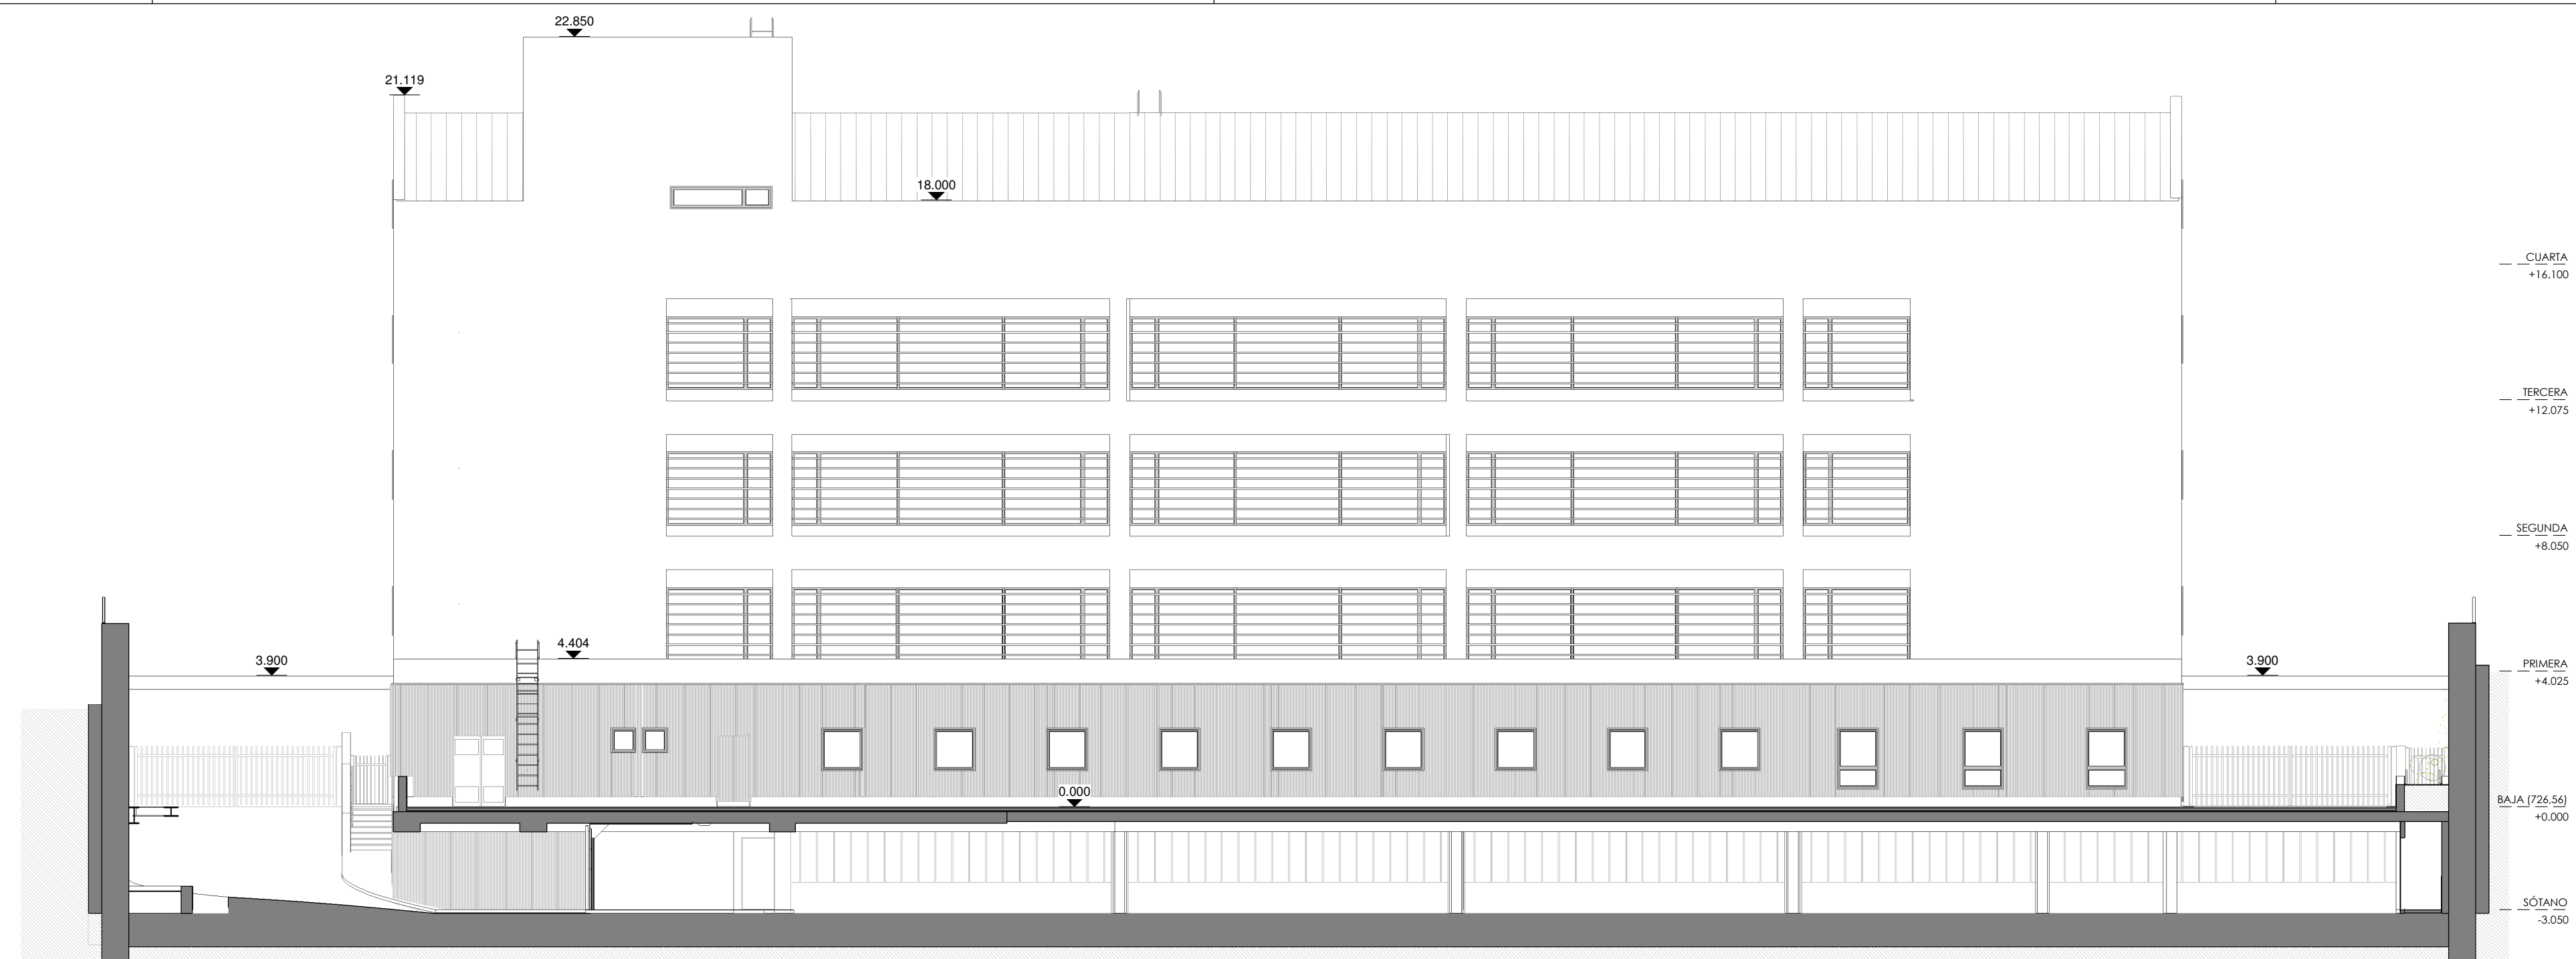 22.850
21.119
18.000
CUARTA
+16.100
TERCERA
+12.075
SEGUNDA
+8.050
4.404
3.900
3.900
PRIMERA
+4.025
0.000
BAJA (726,56)
+0.000
SÓTANO
-3.050